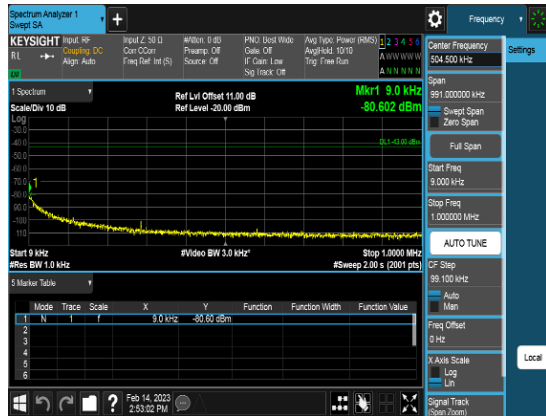 Spectrum Analyzer 1
Swept SA
+
Frequency
KEYSIGHT
Input: RF
Input Z: 50 Ω
#Atten: 0 dB
PNO: Best Wide
Avg Type: Power (RMS)
1 2 3 4 5 6
RL
Coupling: DC
Corr CCorr
Preamp: Off
Gate: Off
Avg|Hold: 10/10
A W W W W W
Align: Auto
Freq Ref: Int (S)
Source: Off
IF Gain: Low
Trig: Free Run
Sig Track: Off
A N N N N N
1 Spectrum
Ref Lvl Offset 11.00 dB
Mkr1 9.0 kHz
Scale/Div 10 dB
Ref Level -20.00 dBm
-80.602 dBm
Log
-30.0
-40.0
DL1 -43.00 dBm
-50.0
-60.0
-70.0
1
-80.0
-90.0
-100
-110
Start 9 kHz
#Video BW 3.0 kHz*
Stop 1.0000 MHz
#Res BW 1.0 kHz
#Sweep 2.00 s (2001 pts)
5 Marker Table
Mode Trace Scale X Y Function Function Width Function Value
1 N 1 f 9.0 kHz -80.60 dBm
2
3
4
5
6
Feb 14, 2023
2:53:02 PM
?
Center Frequency
504.500 kHz
Settings
Span
991.000000 kHz
Swept Span
Zero Span
Full Span
Start Freq
9.000 kHz
Stop Freq
1.000000 MHz
AUTO TUNE
CF Step
99.100 kHz
Auto
Man
Freq Offset
0 Hz
X Axis Scale
Log
Lin
Local
Signal Track
(Span Zoom)